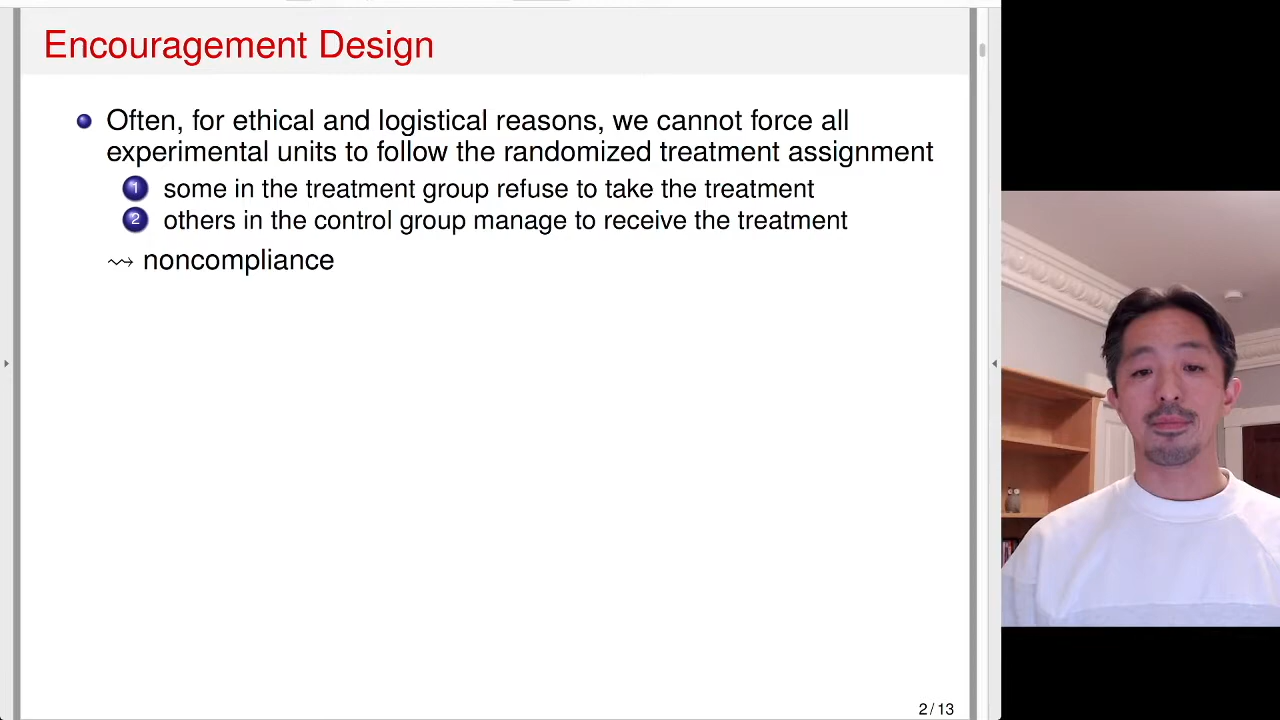 Encouragement Design
Often, for ethical and logistical reasons, we cannot force all
experimental units to follow the randomized treatment assignment
1 some in the treatment group refuse to take the treatment
2 others in the control group manage to receive the treatment
⇝ noncompliance
2 / 13